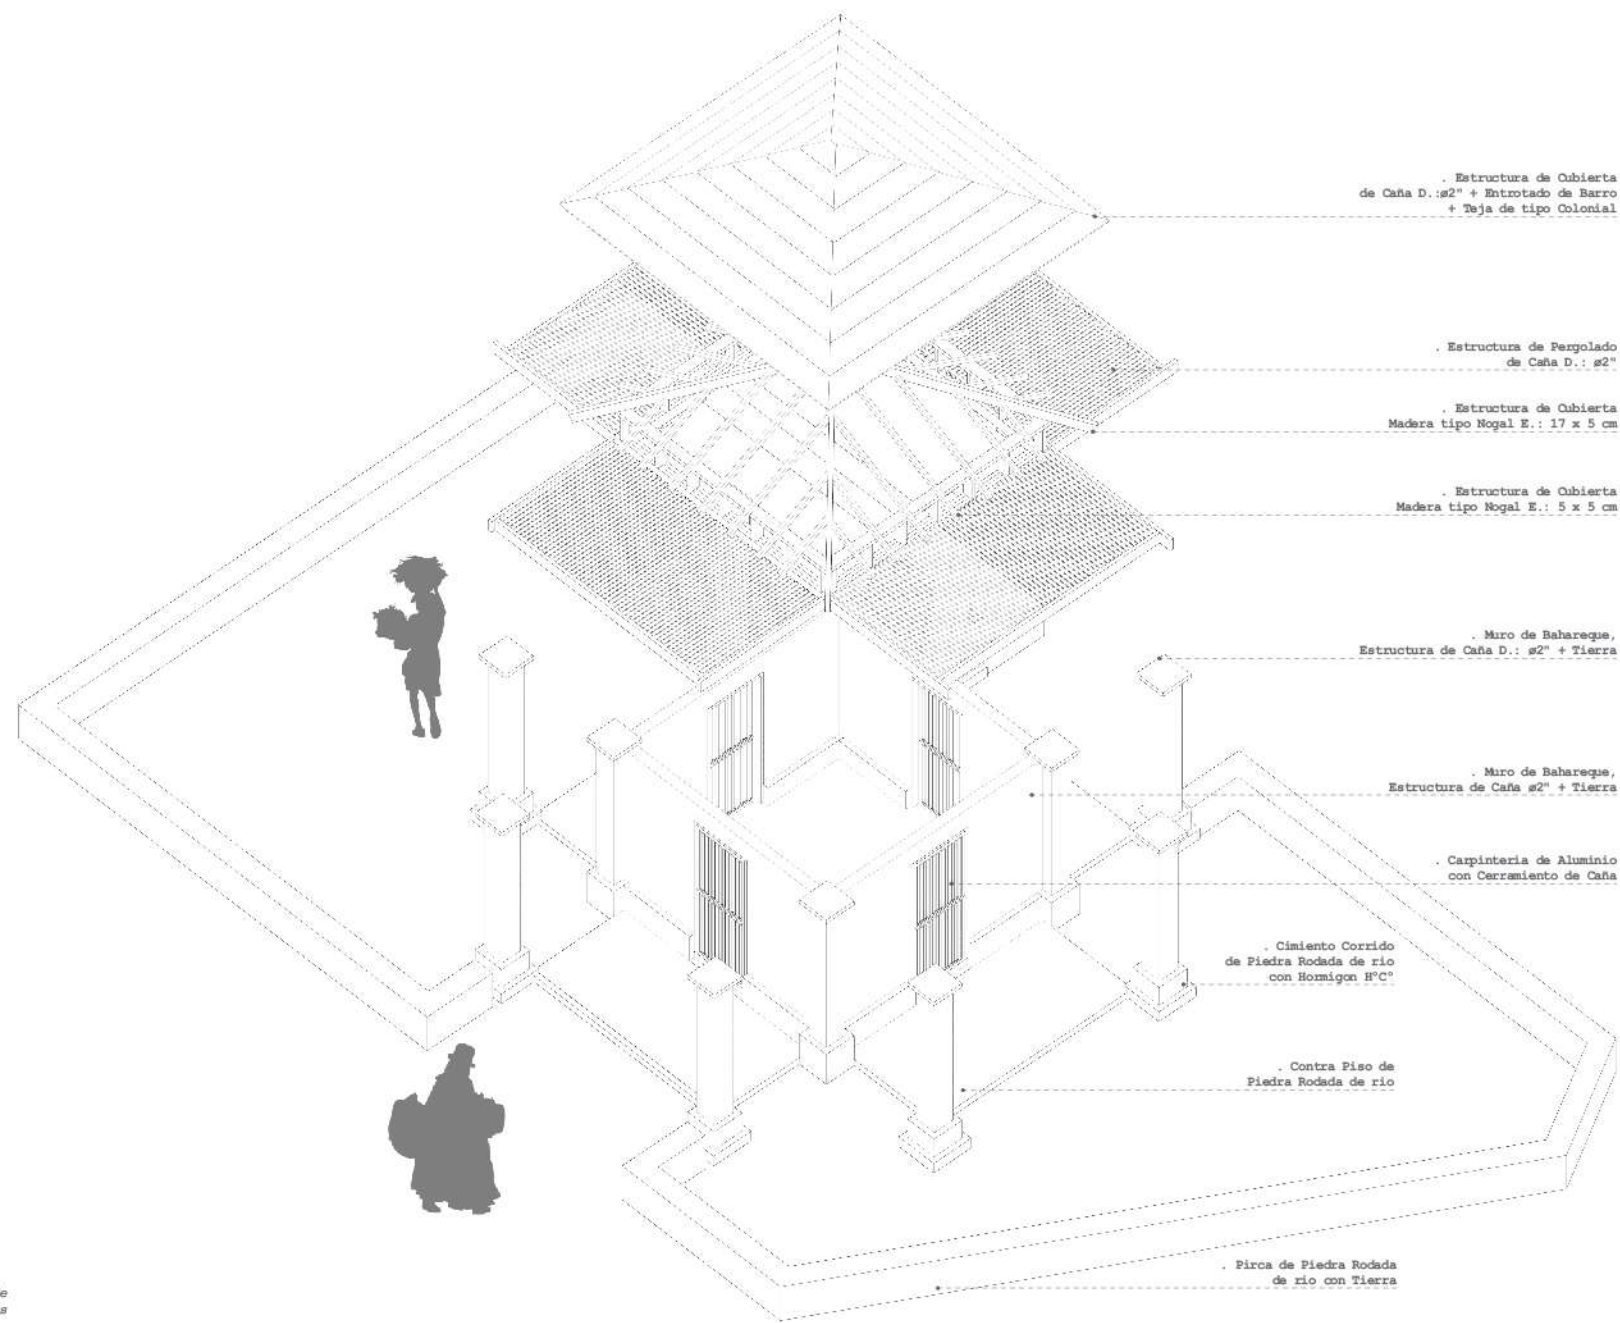 . Estructura de Cubierta
de Caña D.:ø2" + Entrotado de Barro
+ Teja de tipo Colonial
. Estructura de Pergolado
de Caña D.: ø2"
. Estructura de Cubierta
Madera tipo Nogal E.: 17 x 5 cm
. Estructura de Cubierta
Madera tipo Nogal E.: 5 x 5 cm
. Muro de Bahareque,
Estructura de Caña D.: ø2" + Tierra
. Muro de Bahareque,
Estructura de Caña ø2" + Tierra
. Carpinteria de Aluminio
con Cerramiento de Caña
. Cimiento Corrido
de Piedra Rodada de rio
con Hormigon H°C°
. Contra Piso de
Piedra Rodada de rio
. Pirca de Piedra Rodada
de rio con Tierra
e
s